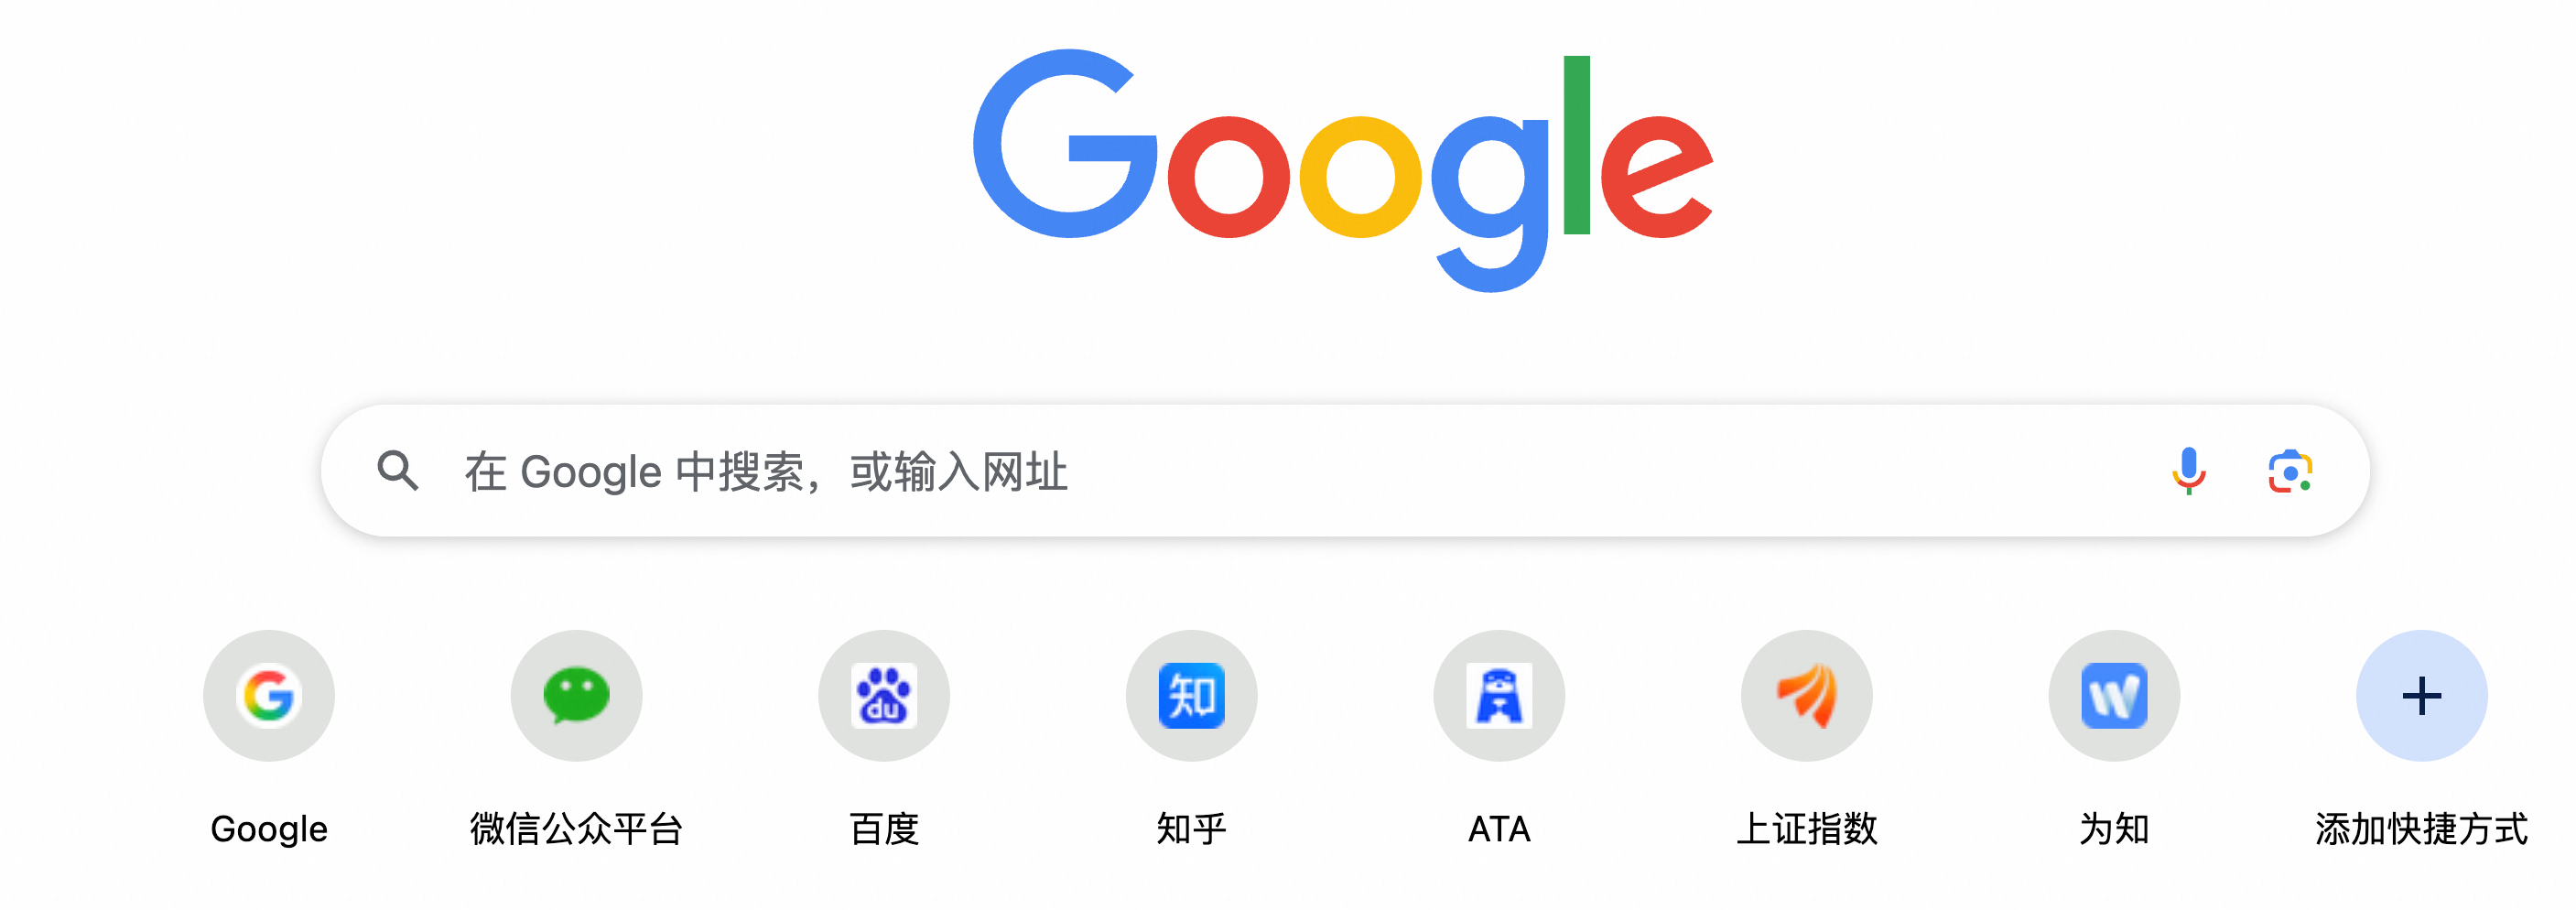 Google
在 Google 中搜索，或输入网址
G
du
知
W
Google
微信公众平台
百度
知乎
ATA
上证指数
为知
添加快捷方式